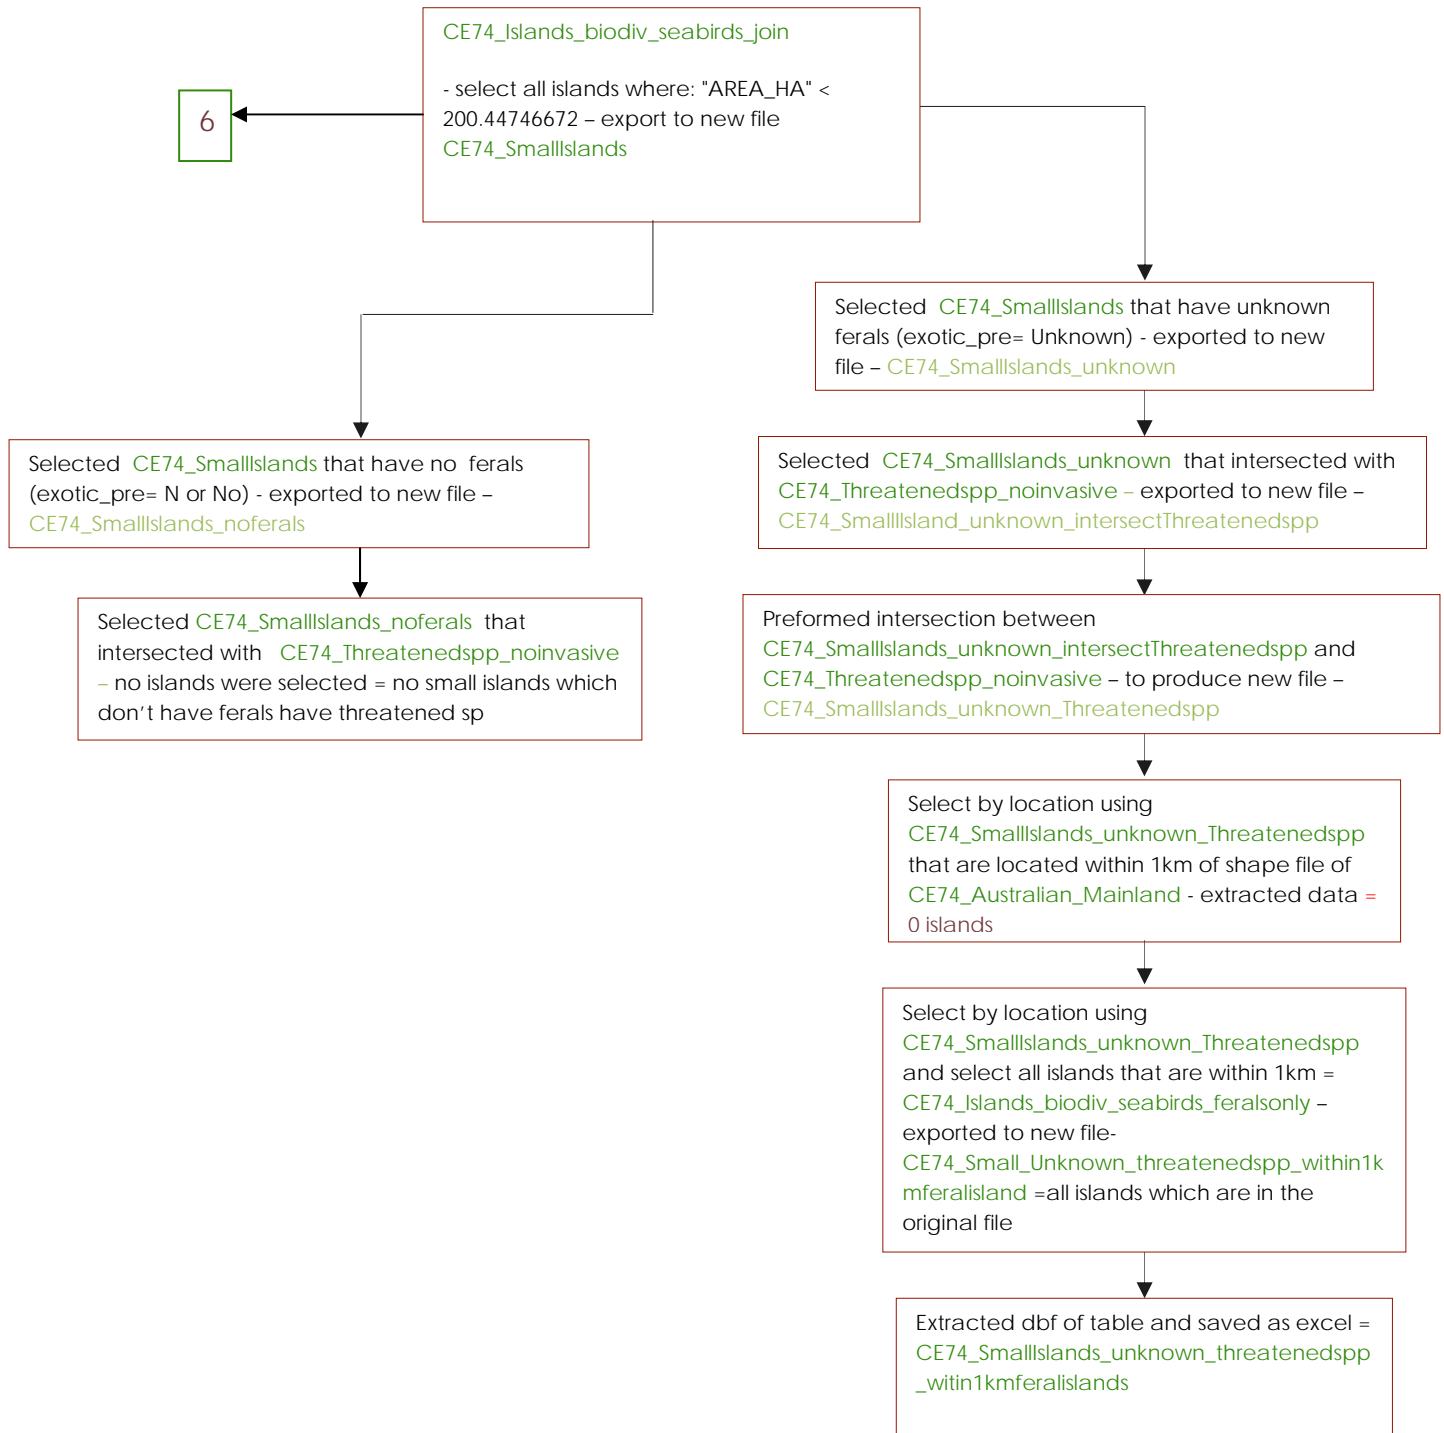 CE74_Islands_biodiv_seabirds_join
- select all islands where: "AREA_HA" <
200.44746672 – export to new file
CE74_SmallIslands
6
Selected CE74_SmallIslands that have unknown
ferals (exotic_pre= Unknown) - exported to new
file – CE74_SmallIslands_unknown
Selected CE74_SmallIslands that have no ferals
(exotic_pre= N or No) - exported to new file –
CE74_SmallIslands_noferals
Selected CE74_SmallIslands_unknown that intersected with
CE74_Threatenedspp_noinvasive – exported to new file –
CE74_SmallIIsland_unknown_intersectThreatenedspp
Selected CE74_SmallIslands_noferals that
intersected with CE74_Threatenedspp_noinvasive
– no islands were selected = no small islands which
don't have ferals have threatened sp
Preformed intersection between
CE74_SmallIslands_unknown_intersectThreatenedspp and
CE74_Threatenedspp_noinvasive – to produce new file –
CE74_SmallIslands_unknown_Threatenedspp
Select by location using
CE74_SmallIslands_unknown_Threatenedspp
that are located within 1km of shape file of
CE74_Australian_Mainland - extracted data =
0 islands
Select by location using
CE74_SmallIslands_unknown_Threatenedspp
and select all islands that are within 1km =
CE74_Islands_biodiv_seabirds_feralsonly –
exported to new file-
CE74_Small_Unknown_threatenedspp_within1k
mferalisland =all islands which are in the
original file
Extracted dbf of table and saved as excel =
CE74_SmallIslands_unknown_threatenedspp
_witin1kmferalislands